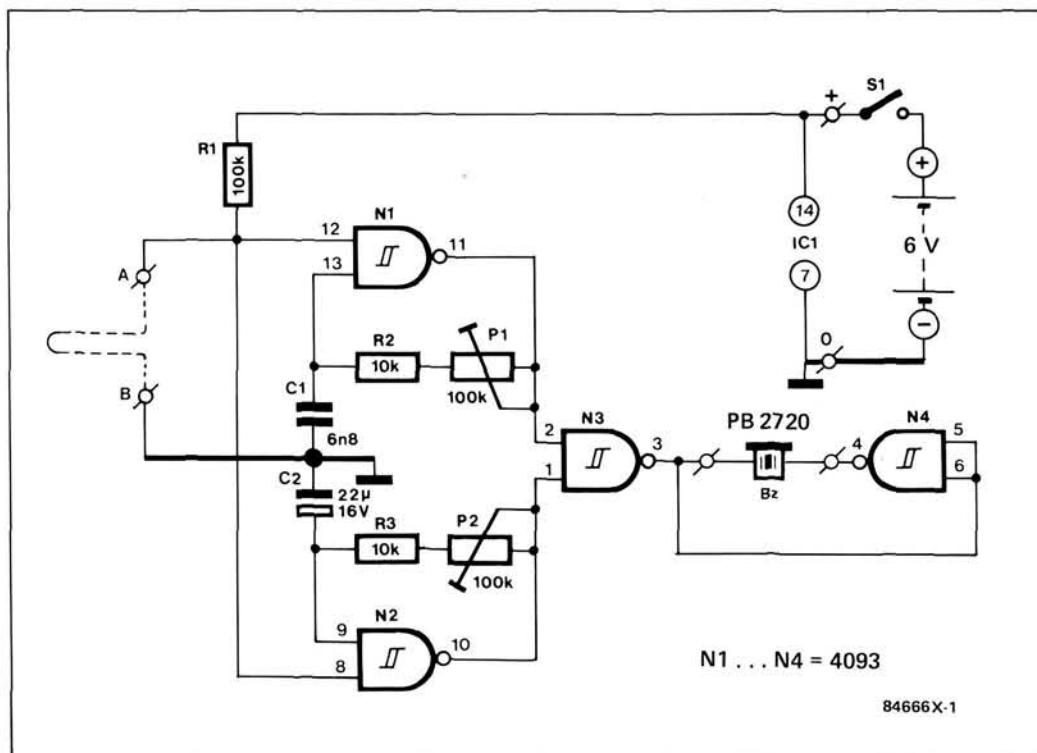 S1
+
R1
100k
+
N1
12
11
14
13
IC1
6 V
A
7
R2
P1
−
10k
0
B
C1
100k
N3
PB 2720
N4
6n8
2
3
4
5
1
6
C2
22µ
16V
Bz
R3
P2
10k
100k
N2
9
10
8
N1 . . . N4 = 4093
84666X-1